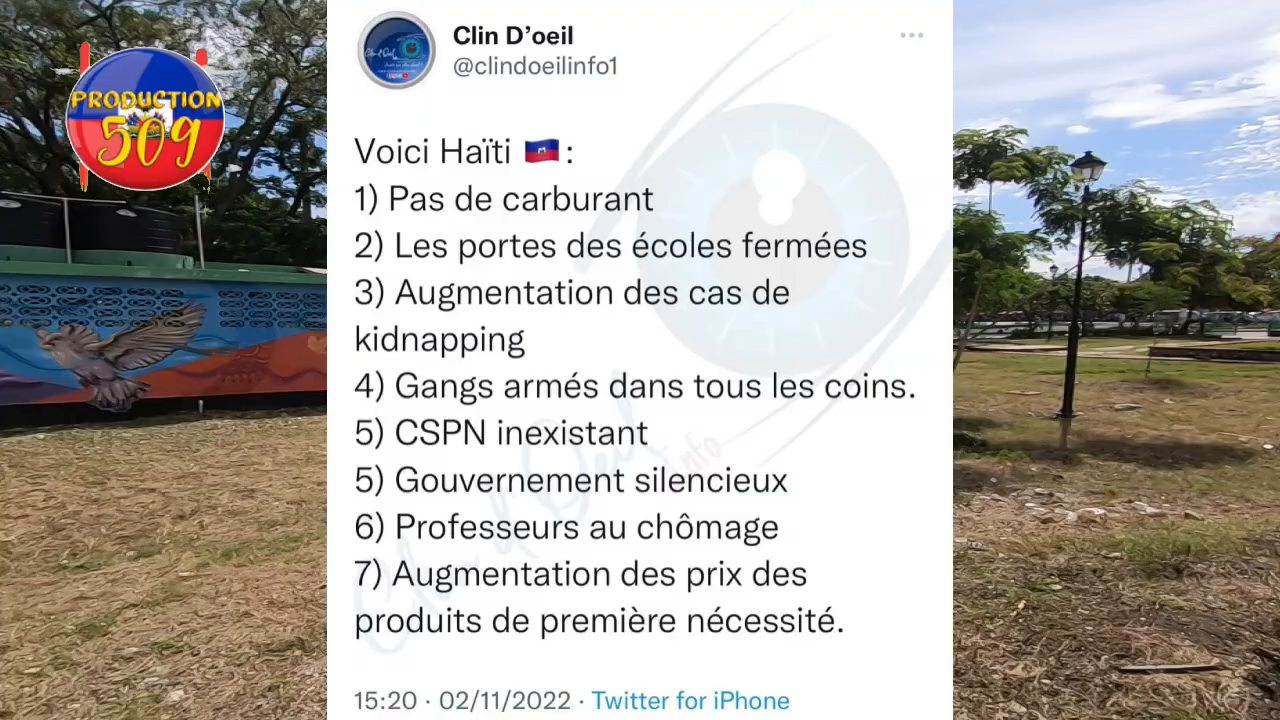 PRODUCTION
509
Clin D’oeil
@clindoeilinfo1
Voici Haïti 🇭🇹 :
1) Pas de carburant
2) Les portes des écoles fermées
3) Augmentation des cas de
kidnapping
4) Gangs armés dans tous les coins.
5) CSPN inexistant
5) Gouvernement silencieux
6) Professeurs au chômage
7) Augmentation des prix des
produits de première nécessité.
Clin d'Oeil
info
15:20 · 02/11/2022 · Twitter for iPhone